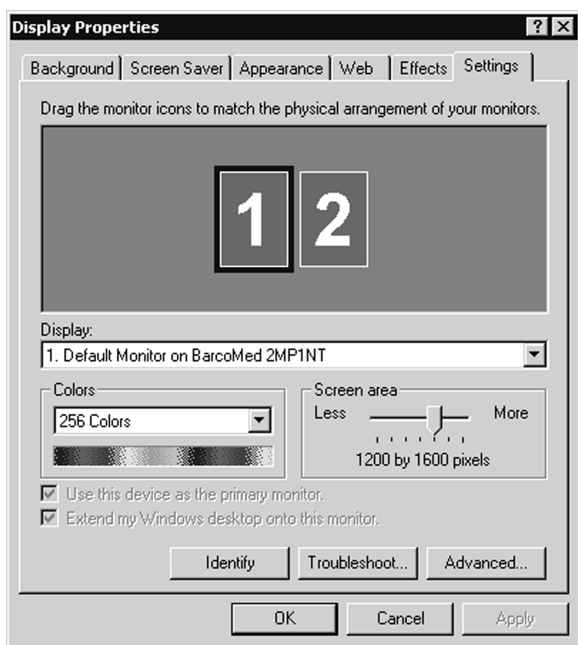 Display Properties
Background Screen Saver Appearance Web Effects Settings
Drag the monitor icons to match the physical arrangement of your monitors.
1 2
Display:
1. Default Monitor on BarcoMed 2MP1NT
Colors
256 Colors
Screen area
Less More
1200 by 1600 pixels
Use this device as the primary monitor.
Extend my Windows desktop onto this monitor.
Identify Troubleshoot... Advanced...
OK Cancel Apply